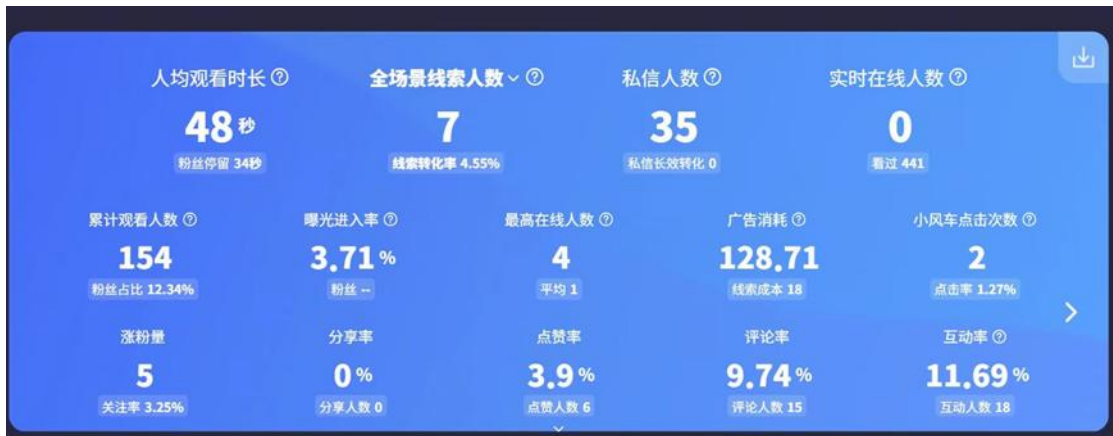 人均观看时长 全场景线索人数 私信人数 实时在线人数
48秒 7 35 0
粉丝停留 34秒 线索转化率 4.55% 私信长效转化 0 看过 441
累计观看人数 曝光进入率 最高在线人数 广告消耗 小风车点击次数
154 3.71% 4 128.71 2
粉丝占比 12.34% 粉丝 -- 平均 1 线索成本 18 点击率 1.27%
涨粉量 分享率 点赞率 评论率 互动率
5 0% 3.9% 9.74% 11.69%
关注率 3.25% 分享人数 0 点赞人数 6 评论人数 15 互动人数 18